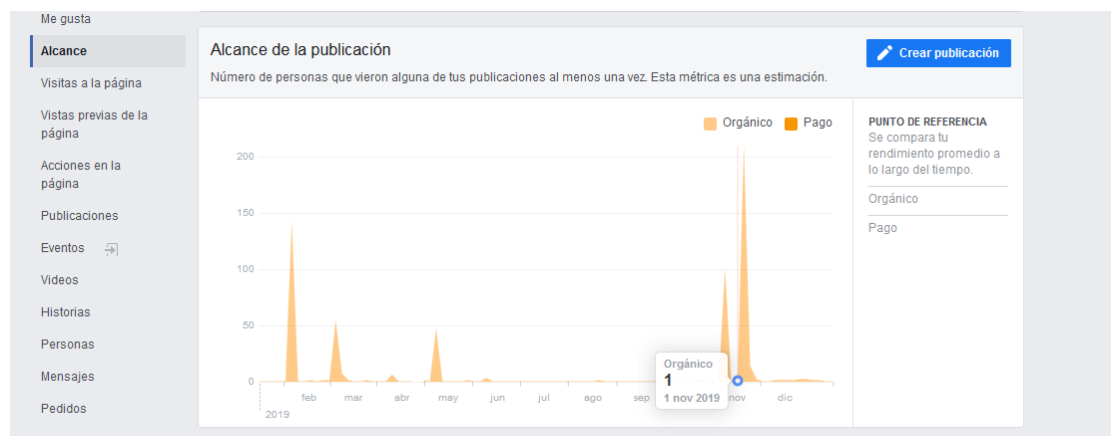 Me gusta
Alcance
Visitas a la página
Vistas previas de la
página
Acciones en la
página
Publicaciones
Eventos
Videos
Historias
Personas
Mensajes
Pedidos
Alcance de la publicación
Número de personas que vieron alguna de tus publicaciones al menos una vez. Esta métrica es una estimación.
Crear publicación
Orgánico Pago
200
150
100
50
0
feb mar abr may jun jul ago sep nov dic
2019
Orgánico
1
1 nov 2019
PUNTO DE REFERENCIA
Se compara tu
rendimiento promedio a
lo largo del tiempo.
Orgánico
Pago